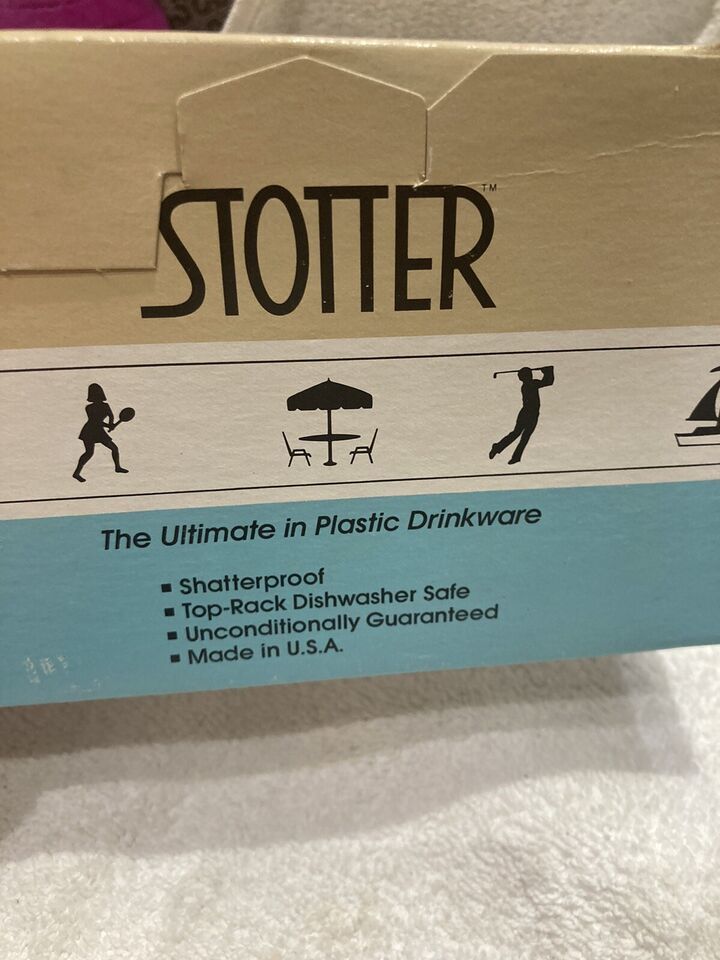 STOTTER™
The Ultimate in Plastic Drinkware
▪ Shatterproof
▪ Top-Rack Dishwasher Safe
▪ Unconditionally Guaranteed
▪ Made in U.S.A.